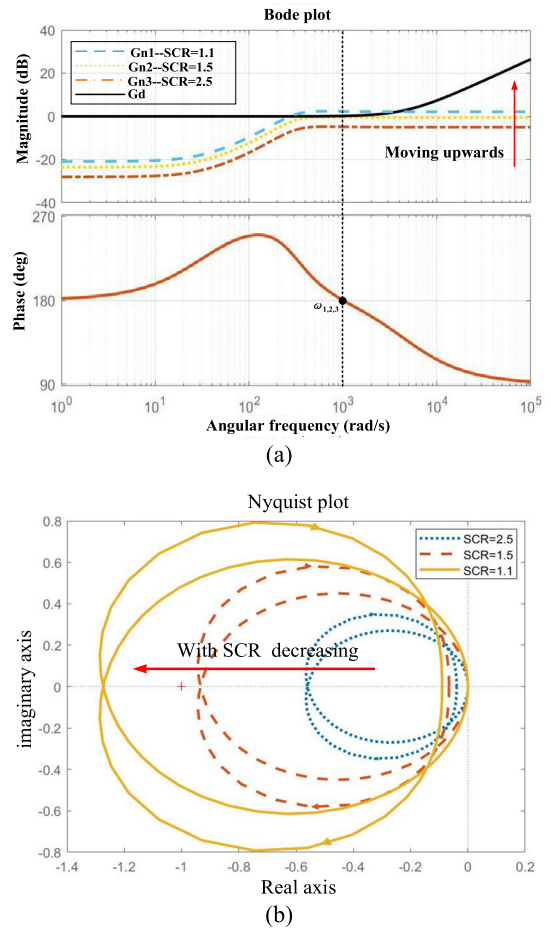 Bode plot
Magnitude (dB)
40
20
0
-20
-40
Gn1--SCR=1.1
Gn2--SCR=1.5
Gn3--SCR=2.5
Gd
Moving upwards
Phase (deg)
270
180
90
ω1,2,3
10^0 10^1 10^2 10^3 10^4 10^5
Angular frequency (rad/s)
(a)
Nyquist plot
imaginary axis
0.8
0.6
0.4
0.2
0
-0.2
-0.4
-0.6
-0.8
SCR=2.5
SCR=1.5
SCR=1.1
With SCR decreasing
-1.4 -1.2 -1 -0.8 -0.6 -0.4 -0.2 0 0.2
Real axis
(b)